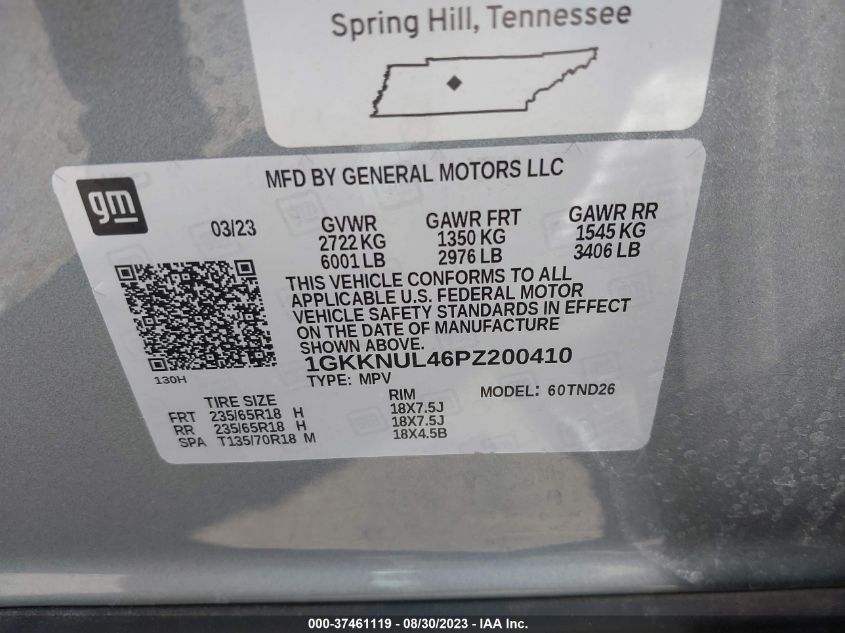 Spring Hill, Tennessee
gm
MFD BY GENERAL MOTORS LLC
03/23
GVWR
2722 KG
6001 LB
GAWR FRT
1350 KG
2976 LB
GAWR RR
1545 KG
3406 LB
THIS VEHICLE CONFORMS TO ALL
APPLICABLE U.S. FEDERAL MOTOR
VEHICLE SAFETY STANDARDS IN EFFECT
ON THE DATE OF MANUFACTURE
SHOWN ABOVE.
130H
1GKKNUL46PZ200410
TYPE: MPV
MODEL: 60TND26
TIRE SIZE
RIM
FRT 235/65R18 H 18X7.5J
RR 235/65R18 H 18X7.5J
SPA T135/70R18 M 18X4.5B
000-37461119 - 08/30/2023 - IAA Inc.